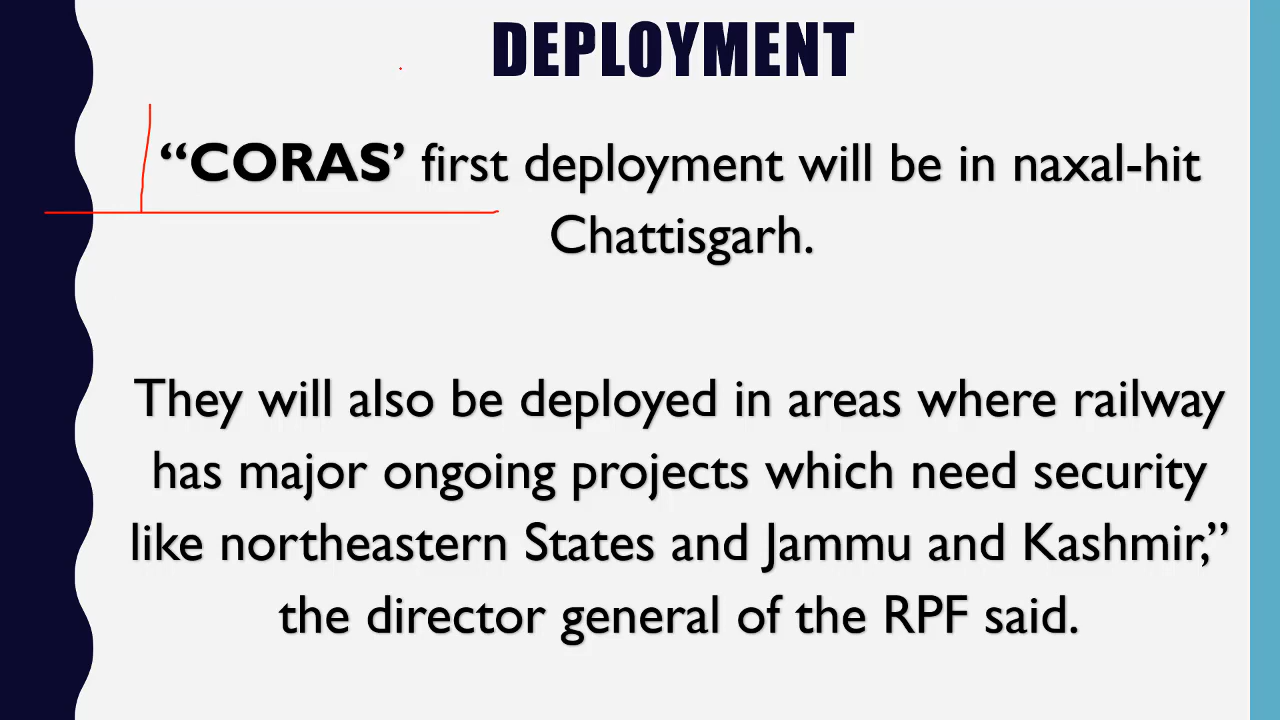 DEPLOYMENT
“CORAS’ first deployment will be in naxal-hit
Chattisgarh.
They will also be deployed in areas where railway
has major ongoing projects which need security
like northeastern States and Jammu and Kashmir,”
the director general of the RPF said.